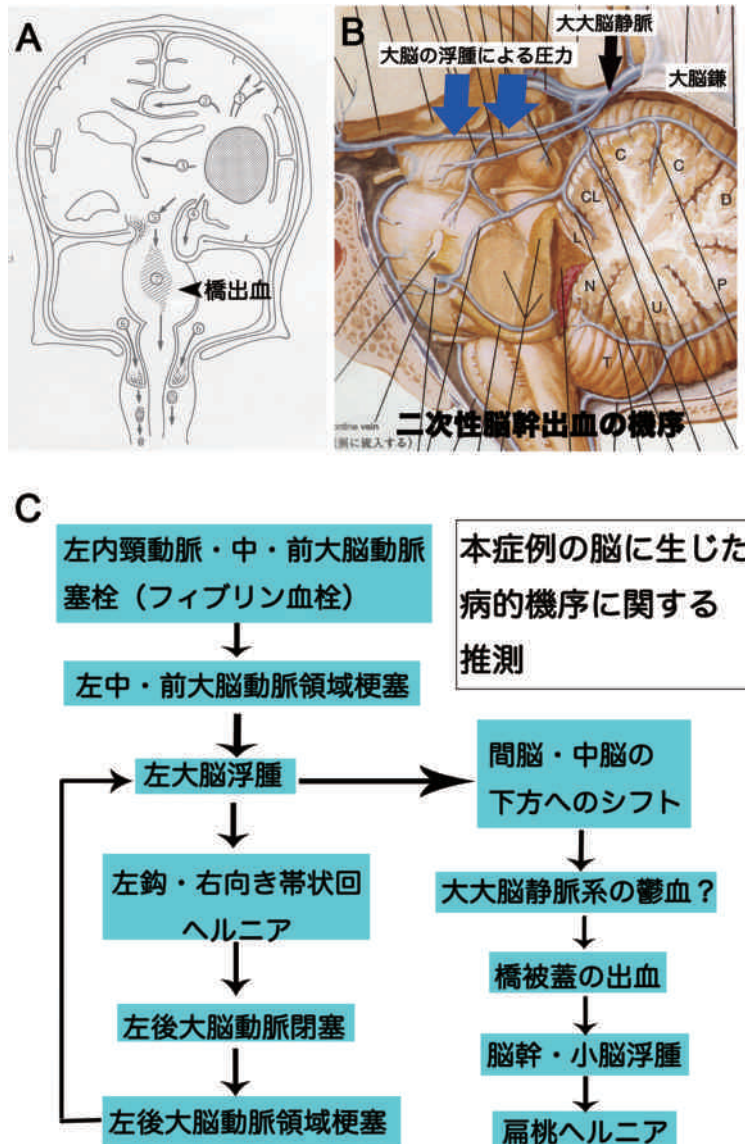 A
橋出血
B
大大脳静脈
大脳の浮腫による圧力
大脳鎌
C
C
CL
D
L
N
P
U
T
ontine vein
側に流入する)
二次性脳幹出血の機序
C
左内頸動脈・中・前大脳動脈
塞栓（フィブリン血栓）
本症例の脳に生じた
病的機序に関する
推測
左中・前大脳動脈領域梗塞
左大脳浮腫
間脳・中脳の
下方へのシフト
左鈎・右向き帯状回
ヘルニア
大大脳静脈系の鬱血？
橋被蓋の出血
左後大脳動脈閉塞
脳幹・小脳浮腫
左後大脳動脈領域梗塞
扁桃ヘルニア